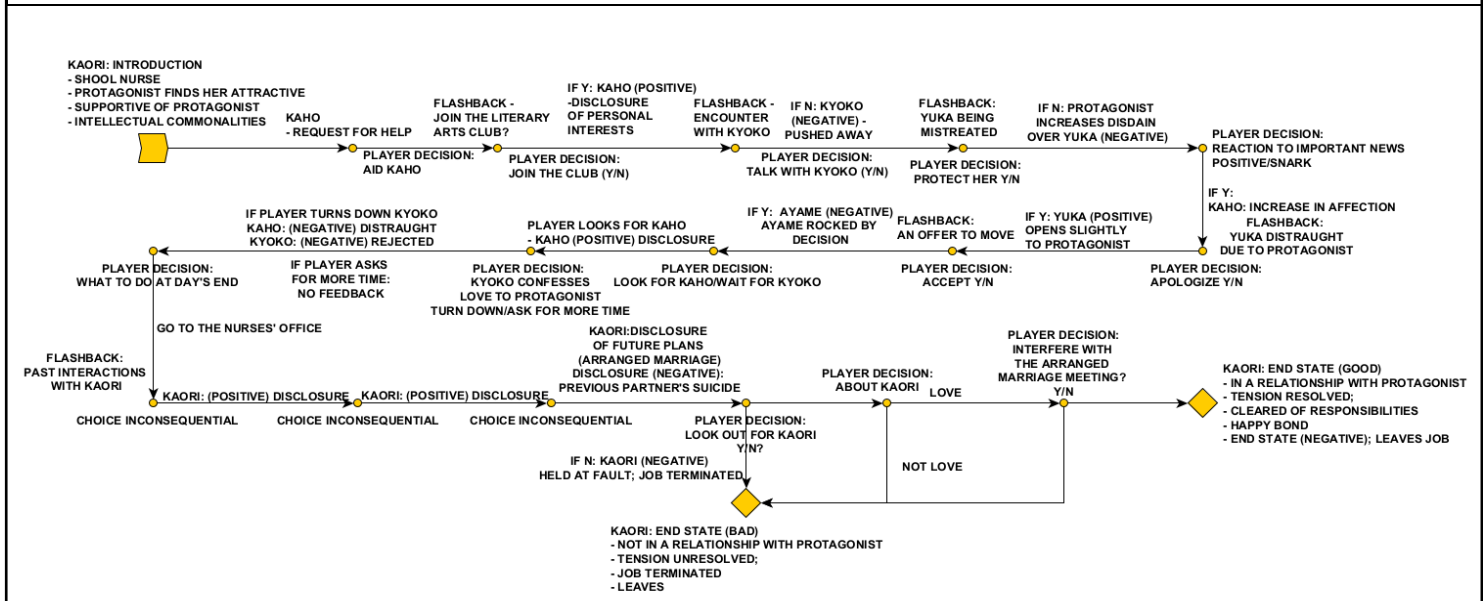 KAORI: INTRODUCTION
- SHOOL NURSE
- PROTAGONIST FINDS HER ATTRACTIVE
- SUPPORTIVE OF PROTAGONIST
- INTELLECTUAL COMMONALITIES
KAHO
- REQUEST FOR HELP
PLAYER DECISION:
AID KAHO
FLASHBACK -
JOIN THE LITERARY
ARTS CLUB?
PLAYER DECISION:
JOIN THE CLUB (Y/N)
IF Y: KAHO (POSITIVE)
-DISCLOSURE
OF PERSONAL
INTERESTS
FLASHBACK -
ENCOUNTER
WITH KYOKO
PLAYER DECISION:
TALK WITH KYOKO (Y/N)
IF N: KYOKO
(NEGATIVE) -
PUSHED AWAY
FLASHBACK:
YUKA BEING
MISTREATED
PLAYER DECISION:
PROTECT HER Y/N
IF N: PROTAGONIST
INCREASES DISDAIN
OVER YUKA (NEGATIVE)
PLAYER DECISION:
REACTION TO IMPORTANT NEWS
POSITIVE/SNARK
IF Y:
KAHO: INCREASE IN AFFECTION
FLASHBACK:
YUKA DISTRAUGHT
DUE TO PROTAGONIST
PLAYER DECISION:
APOLOGIZE Y/N
IF Y: YUKA (POSITIVE)
OPENS SLIGHTLY
TO PROTAGONIST
FLASHBACK:
AN OFFER TO MOVE
PLAYER DECISION:
ACCEPT Y/N
IF Y: AYAME (NEGATIVE)
AYAME ROCKED BY
DECISION
PLAYER DECISION:
LOOK FOR KAHO/WAIT FOR KYOKO
PLAYER LOOKS FOR KAHO
- KAHO (POSITIVE) DISCLOSURE
PLAYER DECISION:
KYOKO CONFESSES
LOVE TO PROTAGONIST
TURN DOWN/ASK FOR MORE TIME
IF PLAYER TURNS DOWN KYOKO
KAHO: (NEGATIVE) DISTRAUGHT
KYOKO: (NEGATIVE) REJECTED
IF PLAYER ASKS
FOR MORE TIME:
NO FEEDBACK
PLAYER DECISION:
WHAT TO DO AT DAY'S END
GO TO THE NURSES' OFFICE
FLASHBACK:
PAST INTERACTIONS
WITH KAORI
CHOICE INCONSEQUENTIAL
KAORI: (POSITIVE) DISCLOSURE
CHOICE INCONSEQUENTIAL
KAORI: (POSITIVE) DISCLOSURE
CHOICE INCONSEQUENTIAL
KAORI:DISCLOSURE
OF FUTURE PLANS
(ARRANGED MARRIAGE)
DISCLOSURE (NEGATIVE):
PREVIOUS PARTNER'S SUICIDE
PLAYER DECISION:
LOOK OUT FOR KAORI
Y/N?
IF N: KAORI (NEGATIVE)
HELD AT FAULT; JOB TERMINATED
PLAYER DECISION:
ABOUT KAORI
LOVE
NOT LOVE
PLAYER DECISION:
INTERFERE WITH
THE ARRANGED
MARRIAGE MEETING?
Y/N
KAORI: END STATE (GOOD)
- IN A RELATIONSHIP WITH PROTAGONIST
- TENSION RESOLVED;
- CLEARED OF RESPONSIBILITIES
- HAPPY BOND
- END STATE (NEGATIVE); LEAVES JOB
KAORI: END STATE (BAD)
- NOT IN A RELATIONSHIP WITH PROTAGONIST
- TENSION UNRESOLVED;
- JOB TERMINATED
- LEAVES